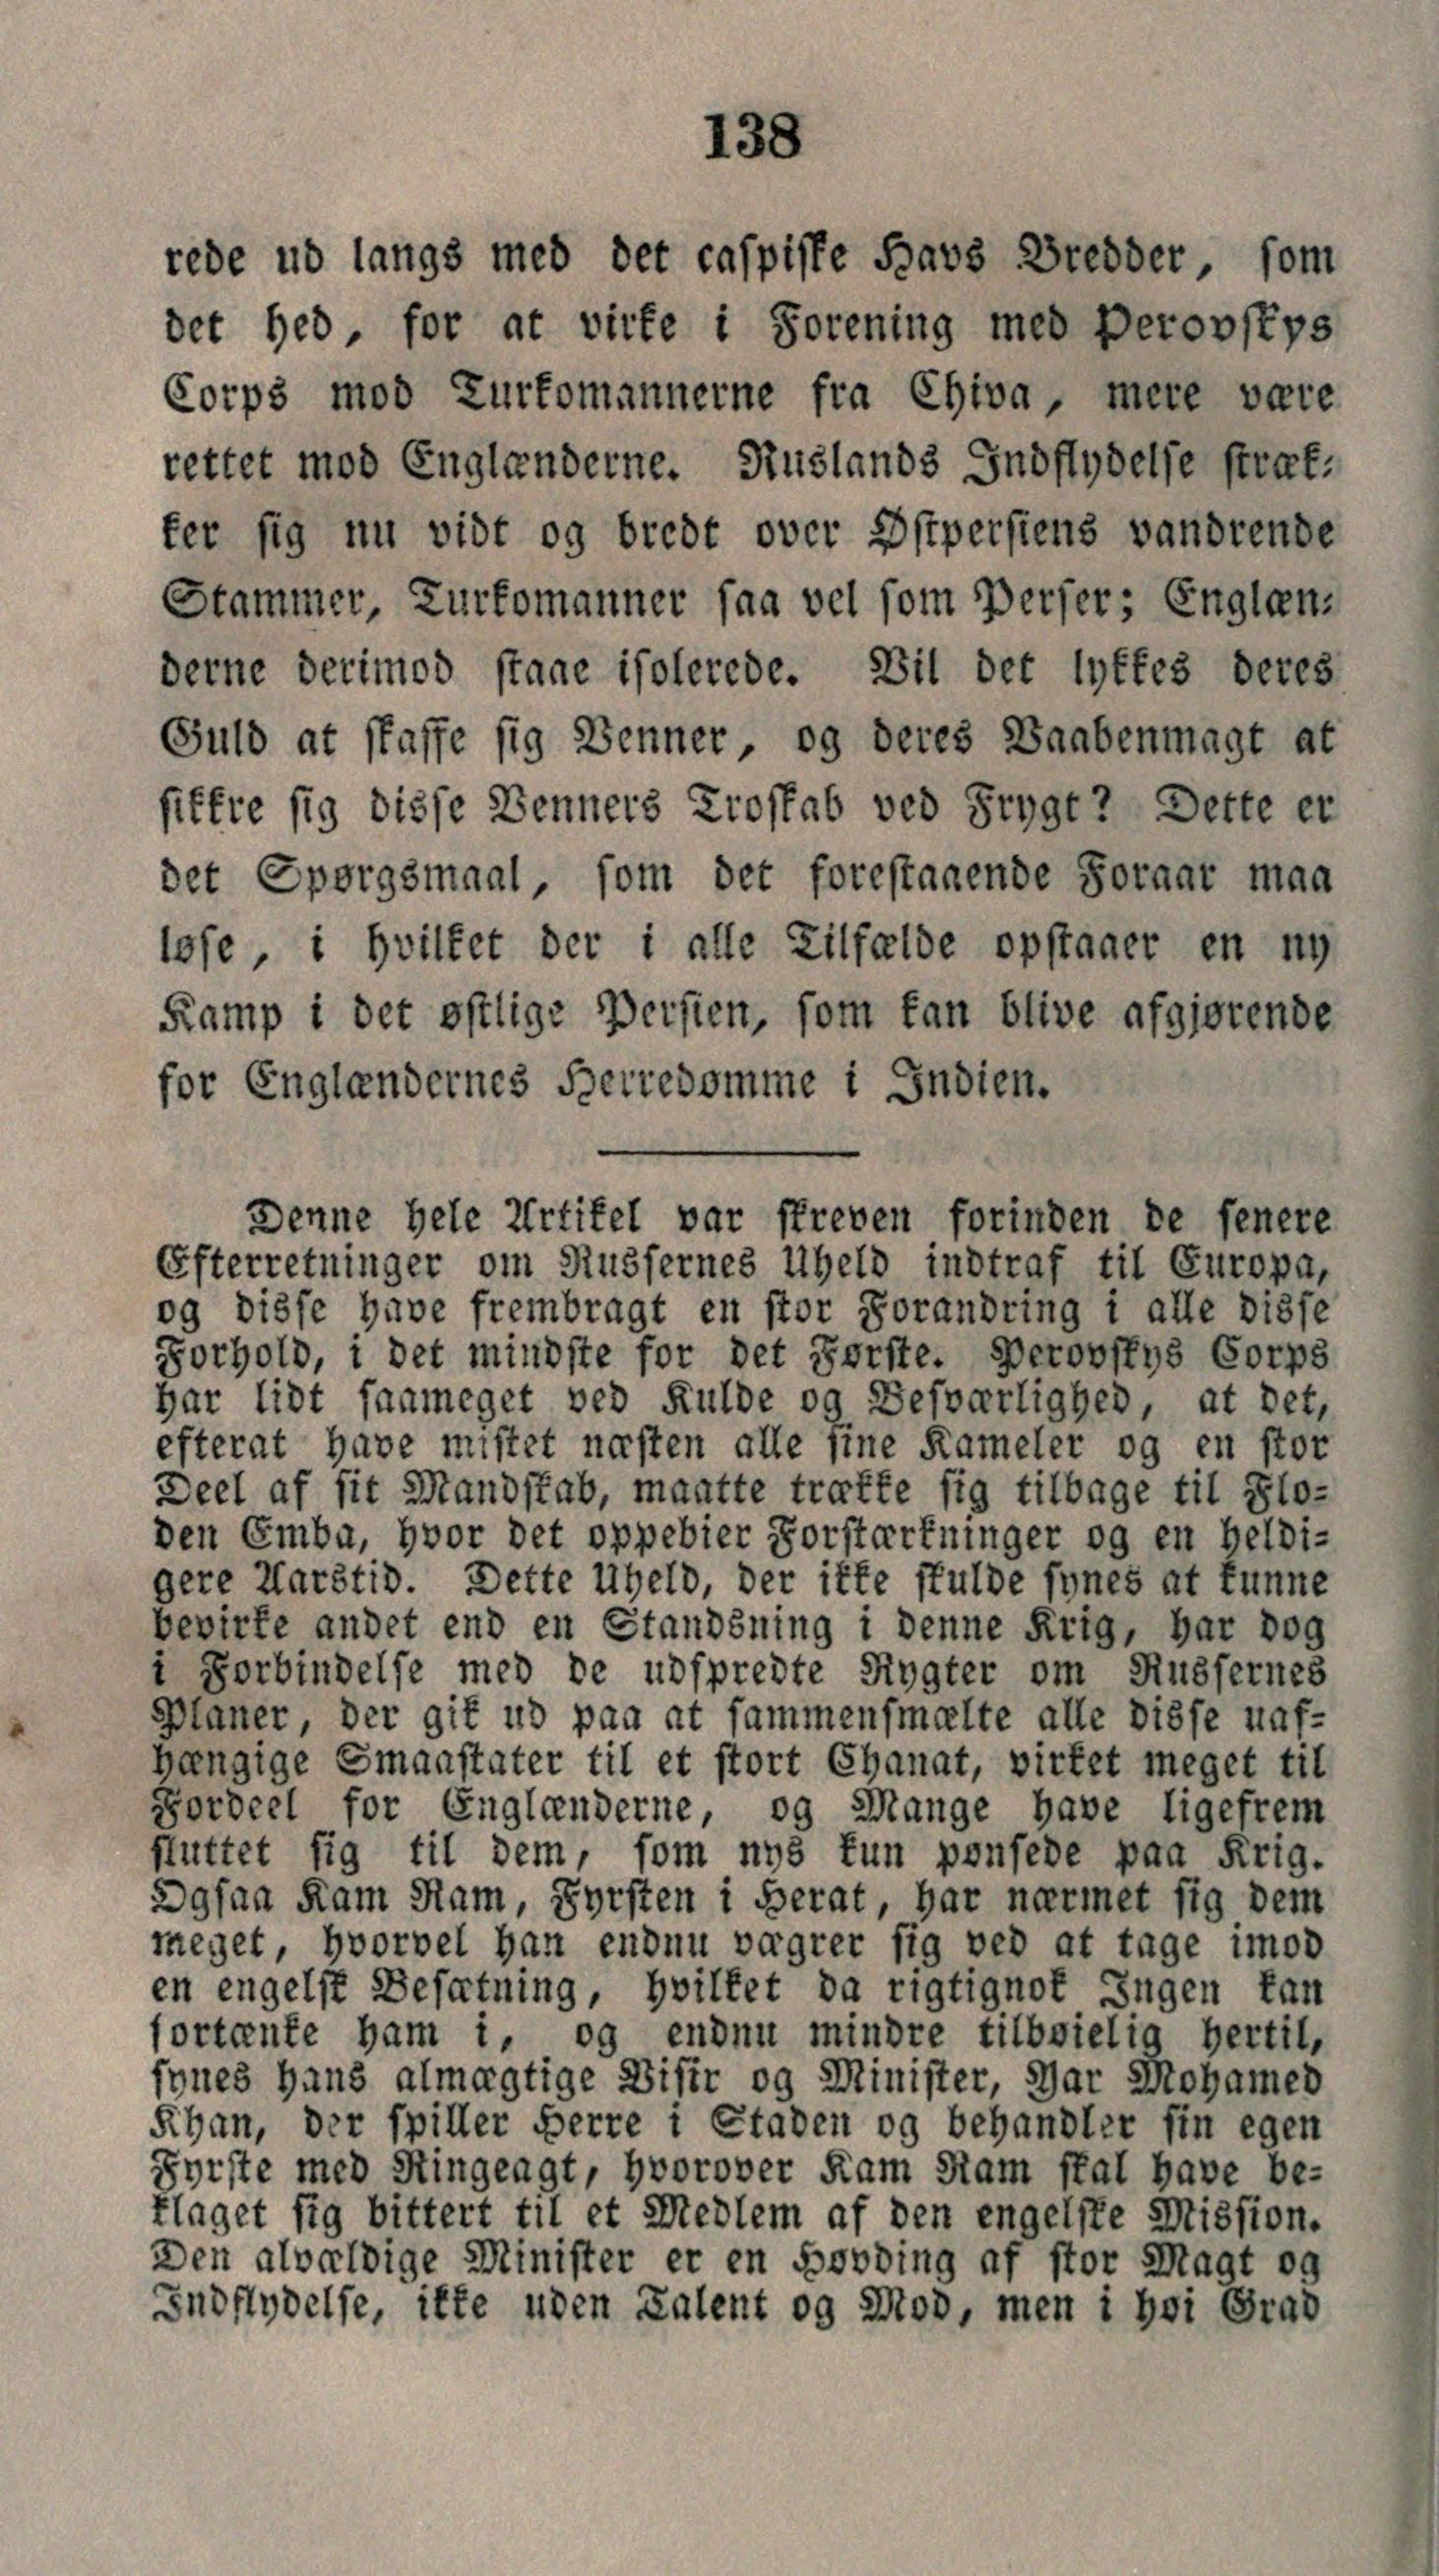 138
rede ud langs med det caspiske Havs Bredder, som
det hed, for at virke i Forening med Perovskys
Corps mod Turkomannerne fra Chiva, mere være
rettet mod Englænderne. Ruslands Indflydelse stræk-
ker sig nu vidt og bredt over Østpersiens vandrende
Stammer, Turkomanner saa vel som Perser; Englæn-
derne derimod staae isolerede. Vil det lykkes deres
Guld at skaffe sig Venner, og deres Vaabenmagt at
sikkre sig disse Venners Troskab ved Frygt? Dette er
det Spørgsmaal, som det forestaaende Foraar maa
løse, i hvilket der i alle Tilfælde opstaaer en ny
Kamp i det østlige Persien, som kan blive afgjørende
for Englændernes Herredømme i Indien.
Denne hele Artikel var skreven forinden de senere
Efterretninger om Russernes Uheld indtraf til Europa,
og disse have frembragt en stor Forandring i alle disse
Forhold, i det mindste for det Første. Perovskys Corps
har lidt saameget ved Kulde og Besværlighed, at det,
efterat have mistet næsten alle sine Kameler og en stor
Deel af sit Mandskab, maatte trække sig tilbage til Flo-
den Emba, hvor det oppebier Forstærkninger og en heldi-
gere Aarstid. Dette Uheld, der ikke skulde synes at kunne
bevirke andet end en Standsning i denne Krig, har dog
i Forbindelse med de udspredte Rygter om Russernes
Planer, der gik ud paa at sammensmælte alle disse uaf-
hængige Smaastater til et stort Chanat, virket meget til
Fordeel for Englænderne, og Mange have ligefrem
sluttet sig til dem, som nys kun pønsede paa Krig.
Ogsaa Kam Ram, Fyrsten i Herat, har nærmet sig dem
meget, hvorvel han endnu vægrer sig ved at tage imod
en engelsk Besætning, hvilket da rigtignok Ingen kan
fortænke ham i, og endnu mindre tilbøielig hertil,
synes hans almægtige Visir og Minister, Yar Mohamed
Khan, der spiller Herre i Staden og behandler sin egen
Fyrste med Ringeagt, hvorover Kam Ram skal have be-
klaget sig bittert til et Medlem af den engelske Mission.
Den alvældige Minister er en Høvding af stor Magt og
Indflydelse, ikke uden Talent og Mod, men i høi Grad